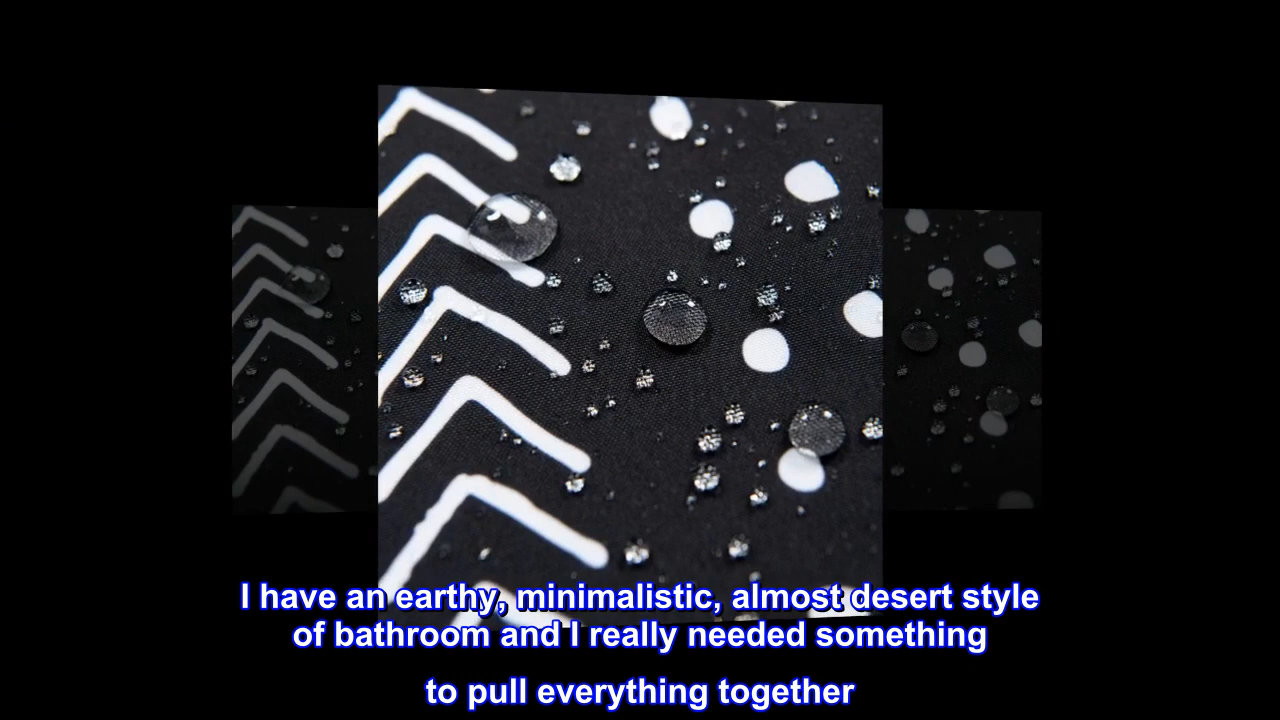 I have an earthy, minimalistic, almost desert style
of bathroom and I really needed something
to pull everything together